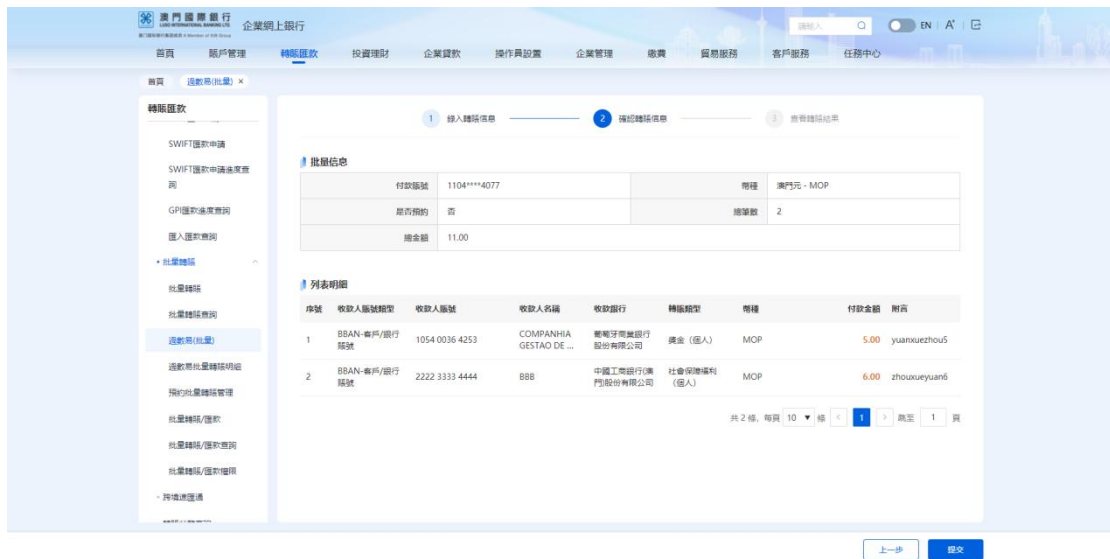 澳門國際銀行
LUSO INTERNATIONAL BANKING LTD.
企業網上銀行
請輸入
EN
A
首頁 賬戶管理 轉賬匯款 投資理財 企業貸款 操作員設置 企業管理 繳費 貿易服務 客戶服務 任務中心
首頁 過數易(批量) ×
轉賬匯款
SWIFT匯款申請
SWIFT匯款申請進度查詢
GPI匯款進度查詢
匯入匯款查詢
批量轉賬
批量轉賬
批量轉賬查詢
過數易(批量)
過數易批量轉賬明細
預約批量轉賬管理
批量轉賬/匯款
批量轉賬/匯款查詢
批量轉賬/匯款權限
跨境速匯通
1 錄入轉賬信息 2 確認轉賬信息 3 查看轉賬結果
批量信息
付款賬號 1104****4077 幣種 澳門元 - MOP
是否預約 否 總筆數 2
總金額 11.00
列表明細
序號 收款人賬號類型 收款人賬號 收款人名稱 收款銀行 轉賬類型 幣種 付款金額 附言
1 BBAN-客戶/銀行賬號 1054 0036 4253 COMPANHIA GESTAO DE ... 葡萄牙商業銀行股份有限公司 獎金（個人） MOP 5.00 yuanxuezhou5
2 BBAN-客戶/銀行賬號 2222 3333 4444 BBB 中國工商銀行(澳門)股份有限公司 社會保障福利（個人） MOP 6.00 zhouxueyuan6
共 2 條, 每頁 10 ▼ 條 < 1 > 跳至 1 頁
上一步 提交